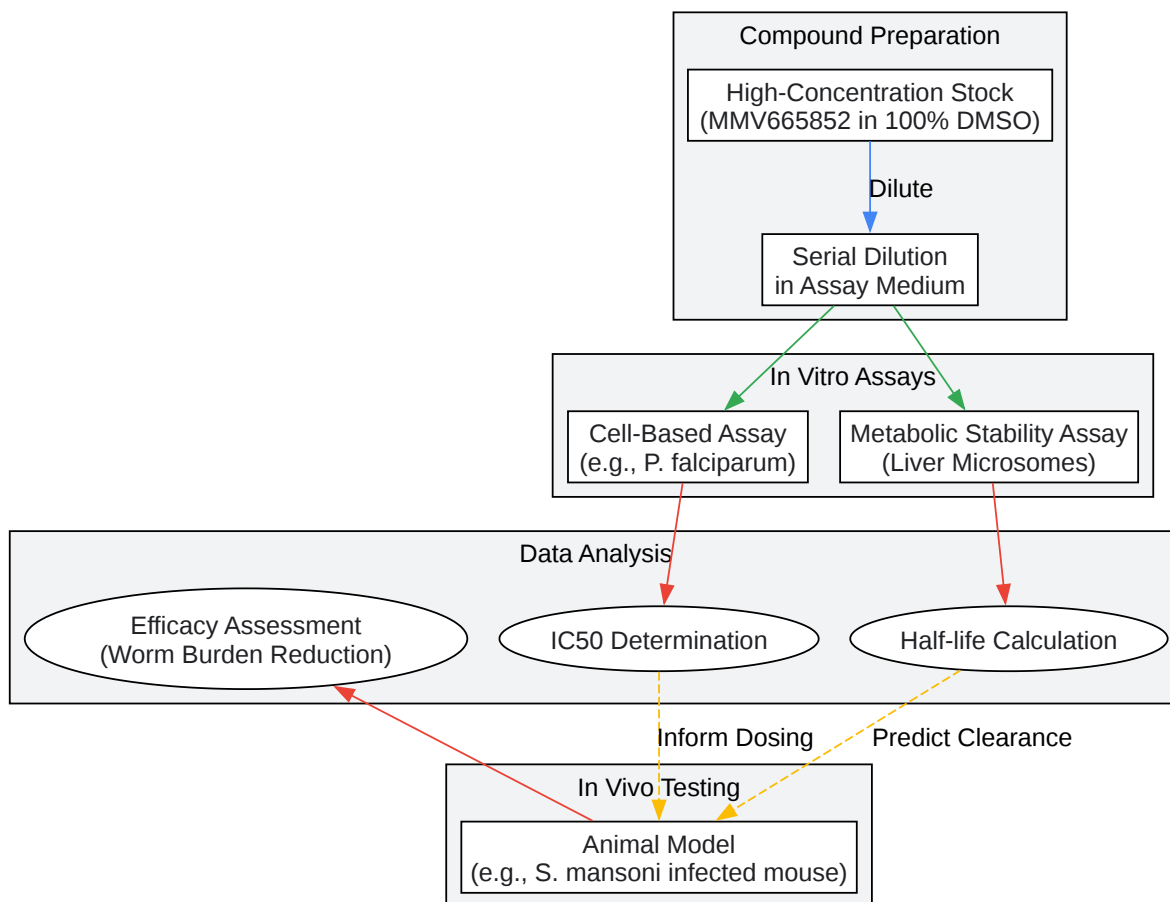 Compound Preparation
High-Concentration Stock
(MMV665852 in 100% DMSO)
Dilute
Serial Dilution
in Assay Medium
In Vitro Assays
Cell-Based Assay
(e.g., P. falciparum)
Metabolic Stability Assay
(Liver Microsomes)
Data Analysis
Efficacy Assessment
(Worm Burden Reduction)
IC50 Determination
Half-life Calculation
Inform Dosing
Predict Clearance
In Vivo Testing
Animal Model
(e.g., S. mansoni infected mouse)